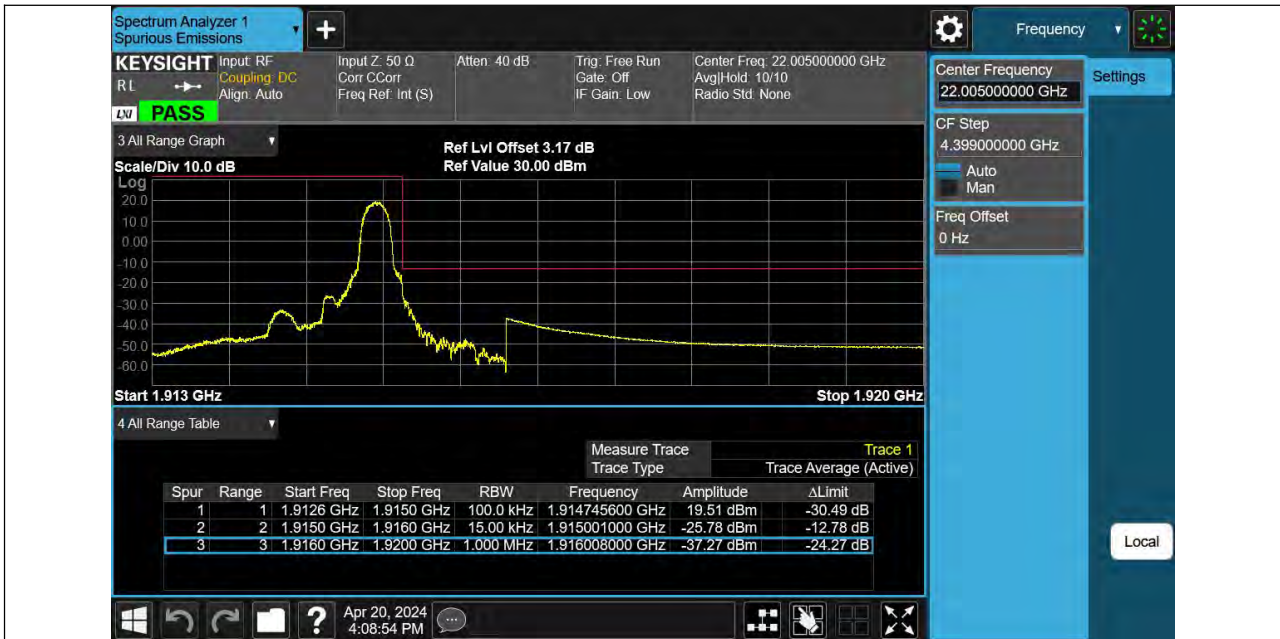 Spectrum Analyzer 1
Spurious Emissions
Frequency
KEYSIGHT
R L
LXI
PASS
Input: RF
Coupling: DC
Align: Auto
Input Z: 50 Ω
Corr CCorr
Freq Ref: Int (S)
Atten: 40 dB
Trig: Free Run
Gate: Off
IF Gain: Low
Center Freq: 22.005000000 GHz
Avg|Hold: 10/10
Radio Std: None
Center Frequency
22.005000000 GHz
Settings
CF Step
4.399000000 GHz
Auto
Man
Freq Offset
0 Hz
3 All Range Graph
Scale/Div 10.0 dB
Ref Lvl Offset 3.17 dB
Ref Value 30.00 dBm
Log
20.0
10.0
0.00
-10.0
-20.0
-30.0
-40.0
-50.0
-60.0
Start 1.913 GHz Stop 1.920 GHz
4 All Range Table
Measure Trace Trace 1
Trace Type Trace Average (Active)
Spur Range Start Freq Stop Freq RBW Frequency Amplitude ∆Limit
1 1 1.9126 GHz 1.9150 GHz 100.0 kHz 1.914745600 GHz 19.51 dBm -30.49 dB
2 2 1.9150 GHz 1.9160 GHz 15.00 kHz 1.915001000 GHz -25.78 dBm -12.78 dB
3 3 1.9160 GHz 1.9200 GHz 1.000 MHz 1.916008000 GHz -37.27 dBm -24.27 dB
Local
Apr 20, 2024
4:08:54 PM